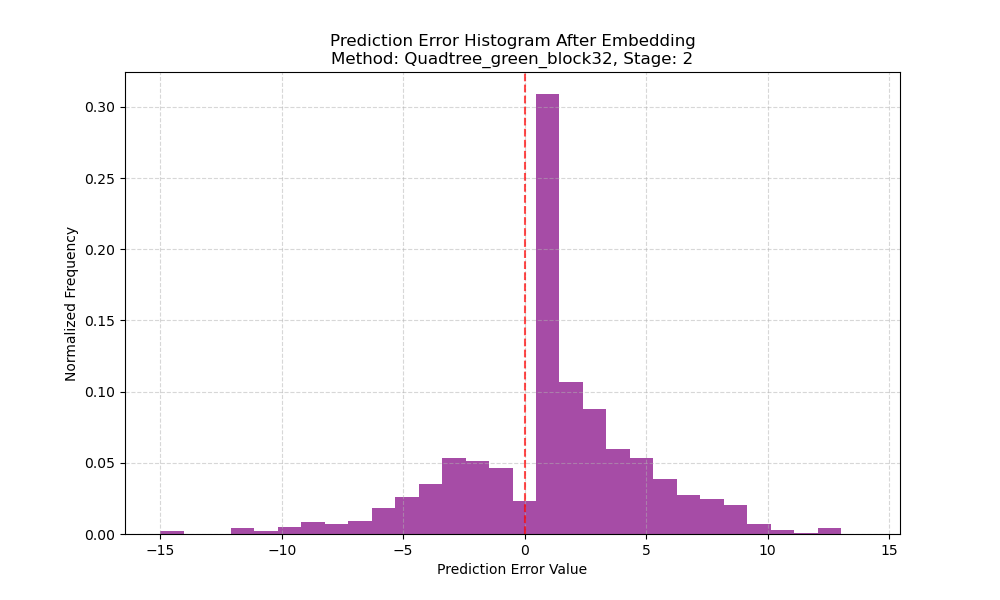 Prediction Error Histogram After Embedding
Method: Quadtree_green_block32, Stage: 2
Normalized Frequency
0.30
0.25
0.20
0.15
0.10
0.05
0.00
−15 −10 −5 0 5 10 15
Prediction Error Value